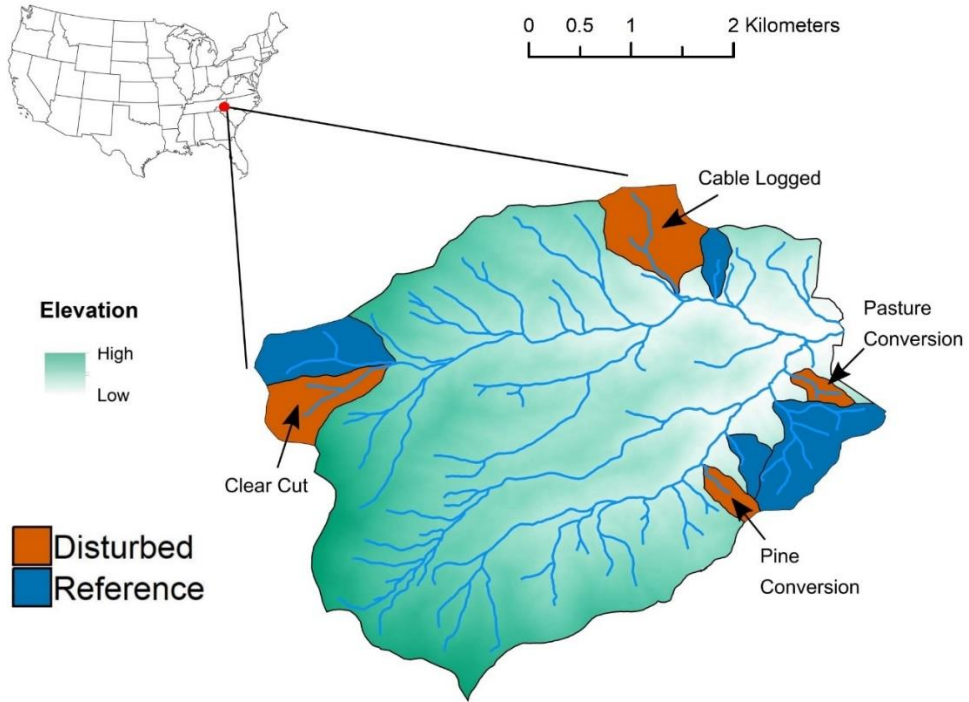 0 0.5 1 2 Kilometers
Cable Logged
Elevation
High
Low
Pasture
Conversion
Clear Cut
Disturbed
Reference
Pine
Conversion